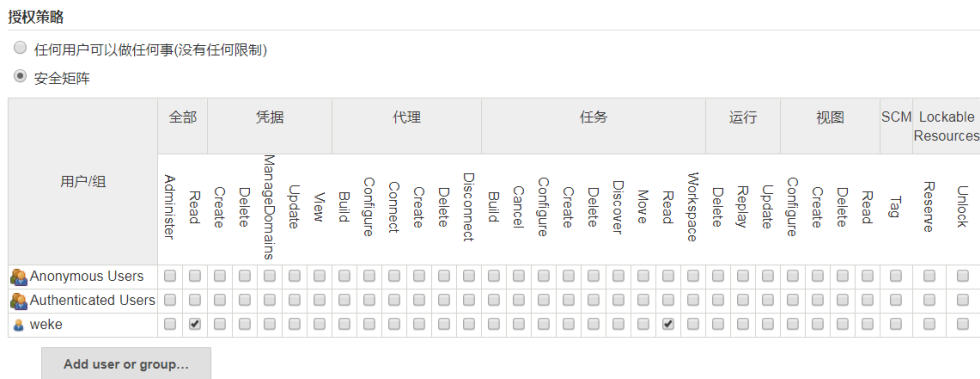 授权策略
任何用户可以做任何事(没有任何限制)
安全矩阵
用户/组
全部 凭据 代理 任务 运行 视图 SCM Lockable
Resources
Administer Read Create Delete ManageDomains Update View Build Configure Connect Create Delete Disconnect Build Cancel Configure Create Delete Discover Move Read Workspace Delete Replay Update Configure Create Delete Read Tag Reserve Unlock
Anonymous Users
Authenticated Users
weke
Add user or group...